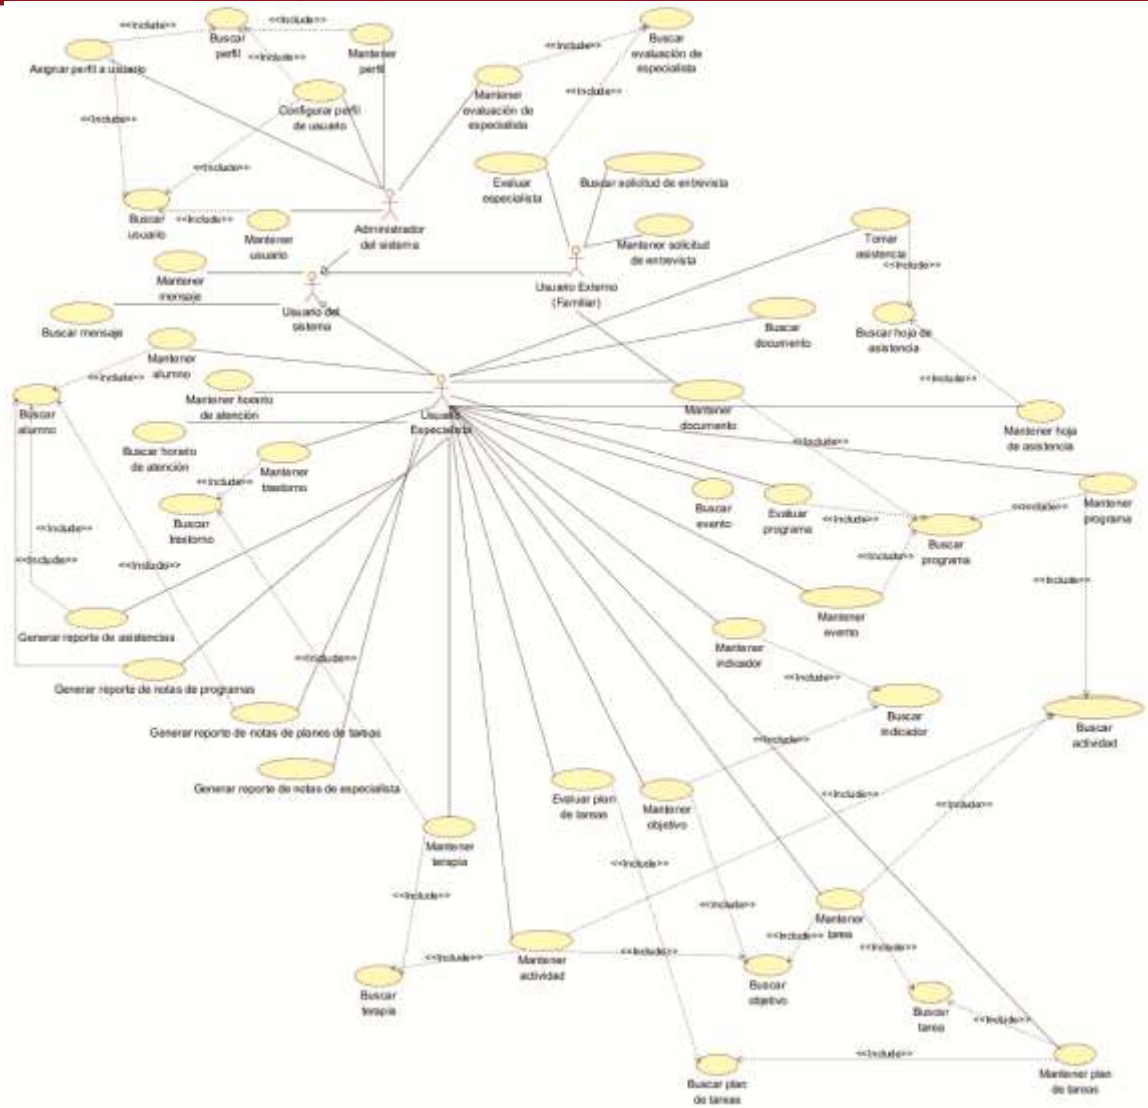 <<Include>>
Buscar
perfil
<<Include>>
Asignar perfil a usuario
Mantener
perfil
<<Include>>
Buscar
evaluación de
especialista
<<Include>>
Mantener
evaluación de
especialista
<<Include>>
Configurar perfil
de usuario
<<Include>>
<<Include>>
Evaluar
especialista
Buscar solicitud de entrevista
Buscar
usuario
<<Include>>
Mantener
usuario
Administrador
del sistema
Mantener solicitud
de entrevista
Tomar
asistencia
<<Include>>
Mantener
mensaje
Usuario del
sistema
Usuario Externo
(Familiar)
Buscar mensaje
Buscar
documento
Buscar hoja de
asistencia
Mantener
alumno
<<Include>>
Buscar
alumno
Mantener horario
de atención
Usuario
Especialista
Mantener
documento
<<Include>>
Mantener hoja
de asistencia
<<Include>>
Buscar horario
de atención
Mantener
trastorno
<<Include>>
Buscar
trastorno
Buscar
evento
Evaluar
programa
<<Include>>
Buscar
programa
<<Include>>
Mantener
programa
<<Include>>
<<Include>>
<<Include>>
<<Include>>
<<Include>>
Mantener
evento
Generar reporte de asistencias
Mantener
indicador
<<Include>>
Generar reporte de notas de programas
<<Include>>
Buscar
indicador
Buscar
actividad
Generar reporte de notas de planes de tareas
<<Include>>
Generar reporte de notas de especialista
Evaluar plan
de tareas
Mantener
objetivo
<<Include>>
<<Include>>
Mantener
terapia
<<Include>>
<<Include>>
<<Include>>
Mantener
tarea
<<Include>>
<<Include>>
Mantener
actividad
<<Include>>
<<Include>>
Buscar
terapia
Buscar
objetivo
Buscar
tarea
<<Include>>
<<Include>>
Mantener plan
de tareas
Buscar plan
de tareas